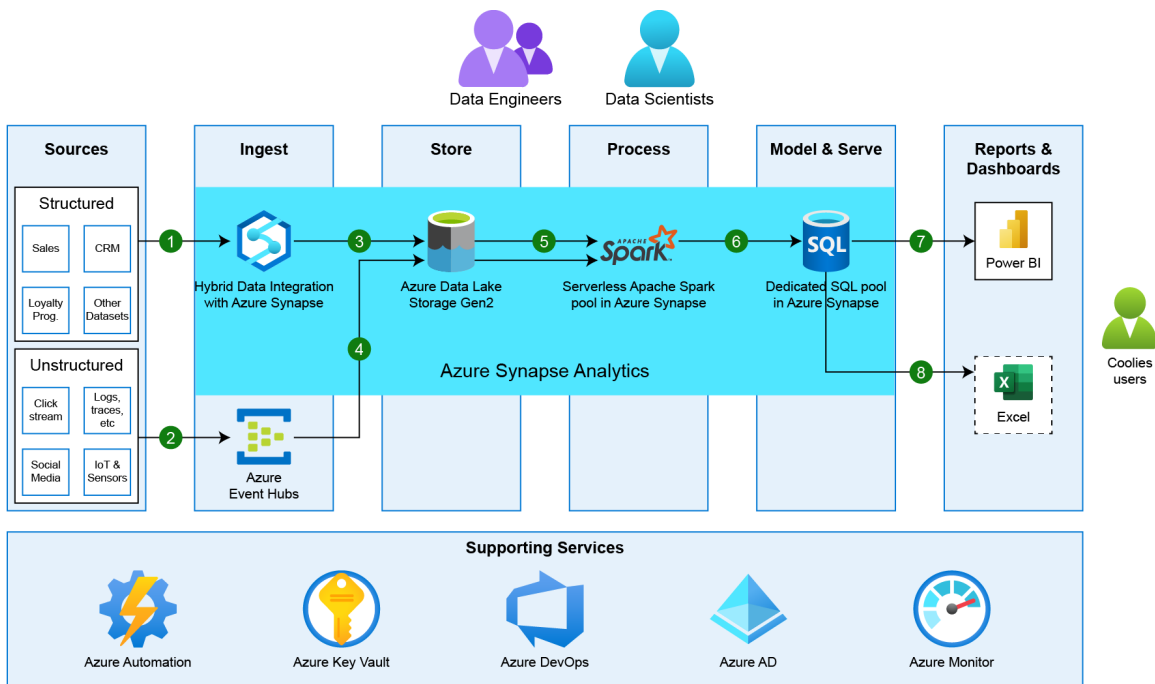 Data Engineers
Data Scientists
Sources
Ingest
Store
Process
Model & Serve
Reports &
Dashboards
Structured
Sales
CRM
Loyalty
Prog.
Other
Datasets
1
Hybrid Data Integration
with Azure Synapse
3
Azure Data Lake
Storage Gen2
5
APACHE
Spark
Serverless Apache Spark
pool in Azure Synapse
6
SQL
Dedicated SQL pool
in Azure Synapse
7
Power BI
Unstructured
Click
stream
Logs,
traces,
etc
Social
Media
IoT &
Sensors
2
4
Azure Synapse Analytics
Azure
Event Hubs
8
X
Excel
Coolies
users
Supporting Services
Azure Automation
Azure Key Vault
Azure DevOps
Azure AD
Azure Monitor